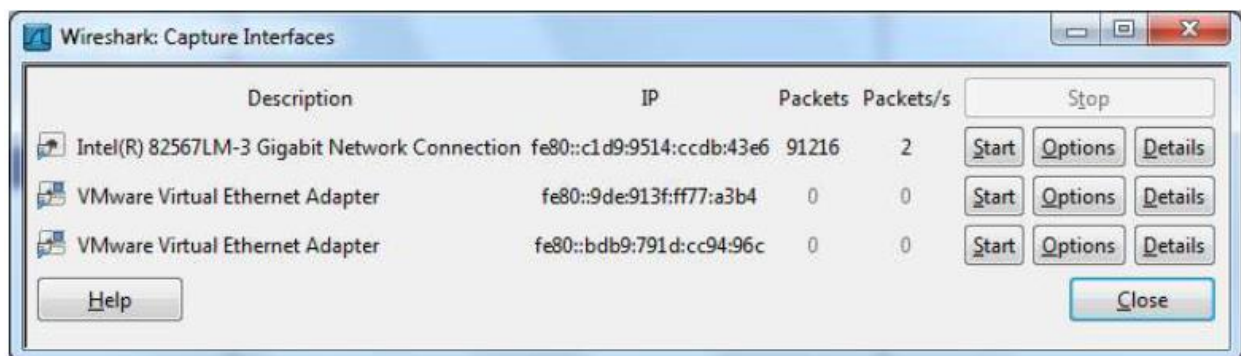 Wireshark: Capture Interfaces
Description IP Packets Packets/s Stop
Intel(R) 82567LM-3 Gigabit Network Connection fe80::c1d9:9514:ccdb:43e6 91216 2 Start Options Details
VMware Virtual Ethernet Adapter fe80::9de:913f:ff77:a3b4 0 0 Start Options Details
VMware Virtual Ethernet Adapter fe80::bdb9:791d:cc94:96c 0 0 Start Options Details
Help Close